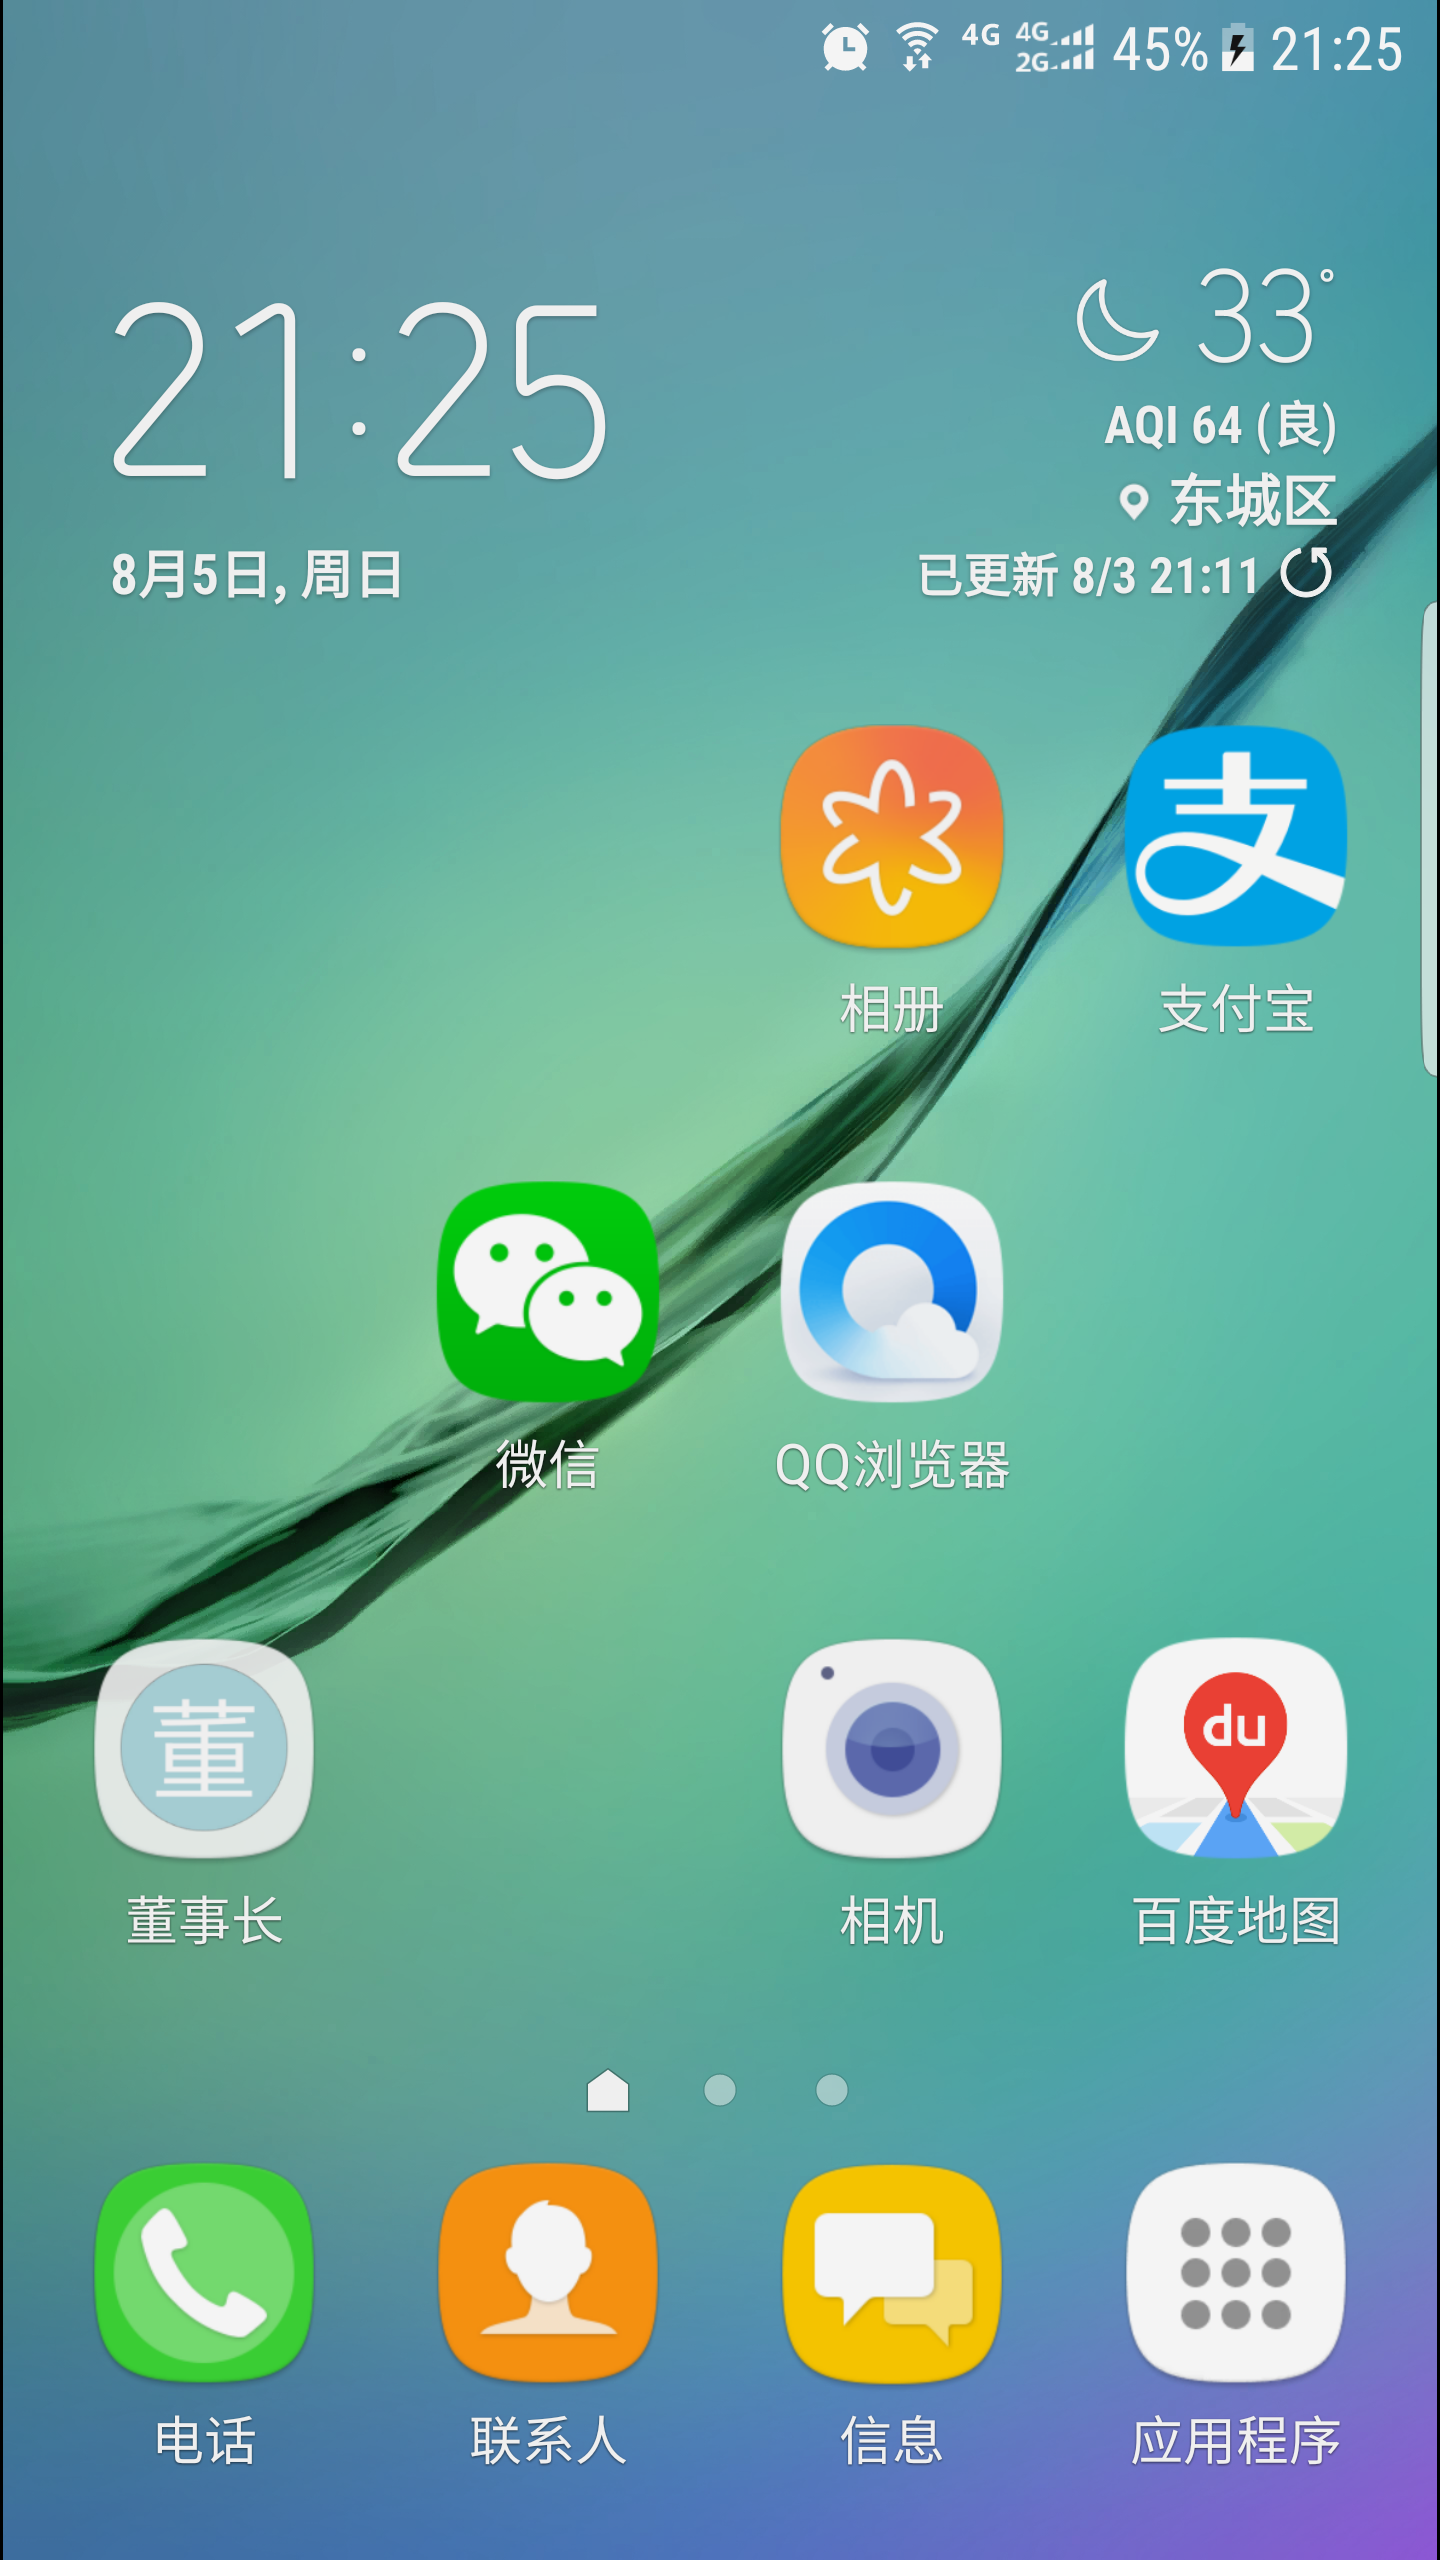 4G 4G 2G 45% 21:25
21:25
33°
AQI 64 (良)
东城区
8月5日, 周日
已更新 8/3 21:11
支
相册
支付宝
微信
QQ浏览器
董
du
董事长
相机
百度地图
电话
联系人
信息
应用程序